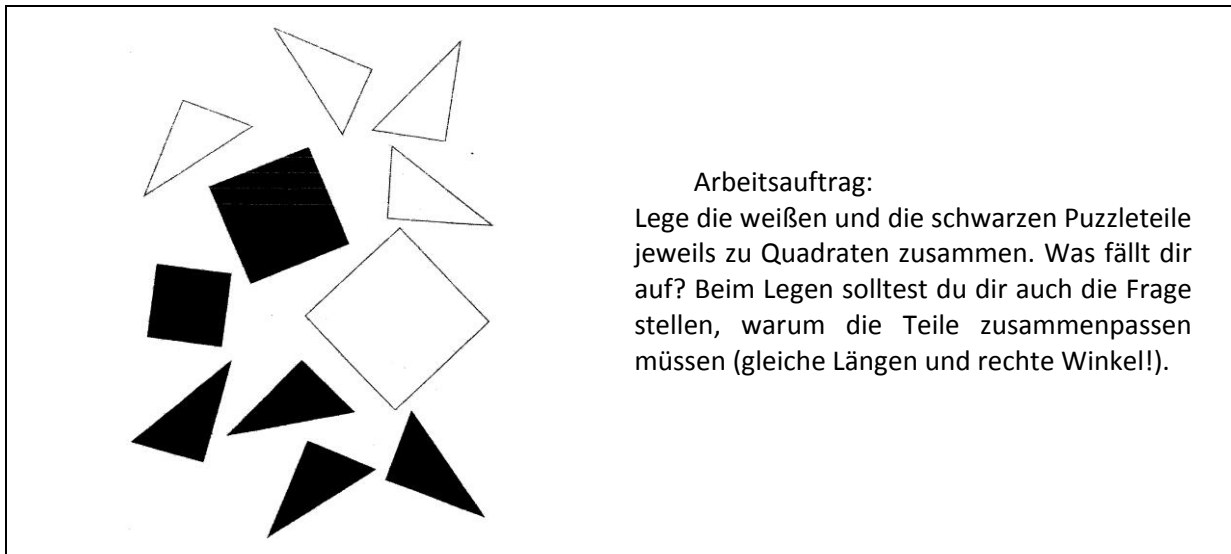 Arbeitsauftrag:
Lege die weißen und die schwarzen Puzzleteile
jeweils zu Quadraten zusammen. Was fällt dir
auf? Beim Legen solltest du dir auch die Frage
stellen, warum die Teile zusammenpassen
müssen (gleiche Längen und rechte Winkel!).